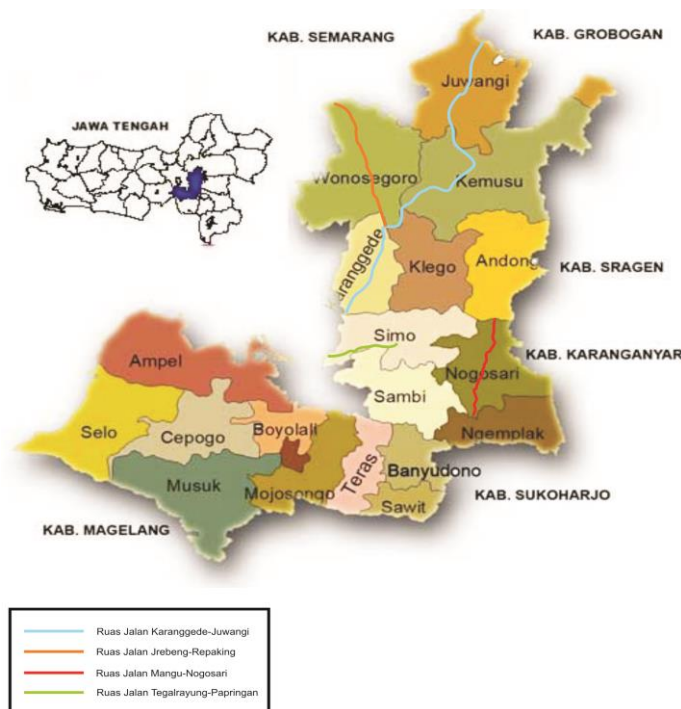 KAB. SEMARANG
KAB. GROBOGAN
Juwangi
JAWA TENGAH
Wonosegoro
Kemusu
Karanggede
Klego
Andong
KAB. SRAGEN
Simo
KAB. KARANGANYAR
Ampel
Nogosari
Sambi
Selo
Cepogo
Boyolali
Ngemplak
Teras
Banyudono
Musuk
Mojosongo
Sawit
KAB. SUKOHARJO
KAB. MAGELANG
Ruas Jalan Karanggede-Juwangi
Ruas Jalan Jrebeng-Repaking
Ruas Jalan Mangu-Nogosari
Ruas Jalan Tegalrayung-Papringan